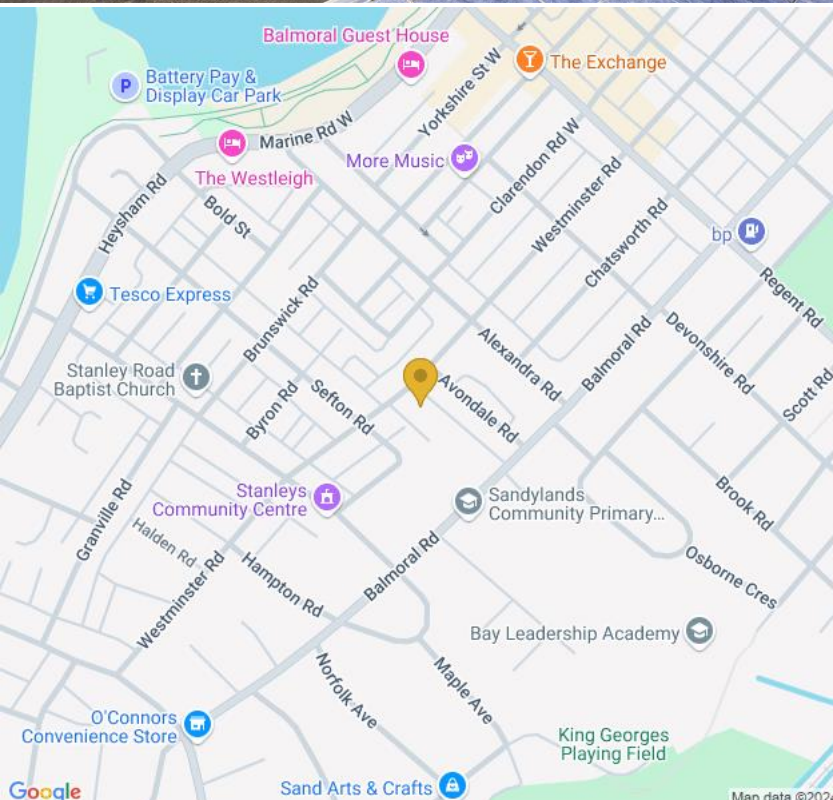 Balmoral Guest House
Yorkshire St W
The Exchange
P
Battery Pay &
Display Car Park
Marine Rd W
More Music
Clarendon Rd W
The Westleigh
Westminster Rd
Heysham Rd
Bold St
Chatsworth Rd
bp
Regent Rd
Tesco Express
Brunswick Rd
Alexandra Rd
Balmoral Rd
Devonshire Rd
Stanley Road
Baptist Church
Byron Rd
Sefton Rd
Avondale Rd
Scott Rd
Stanleys
Community Centre
Sandylands
Community Primary...
Brook Rd
Granville Rd
Halden Rd
Westminster Rd
Hampton Rd
Balmoral Rd
Osborne Cres
Bay Leadership Academy
Norfolk Ave
Maple Ave
O'Connors
Convenience Store
King Georges
Playing Field
Sand Arts & Crafts
Google
Map data ©2024